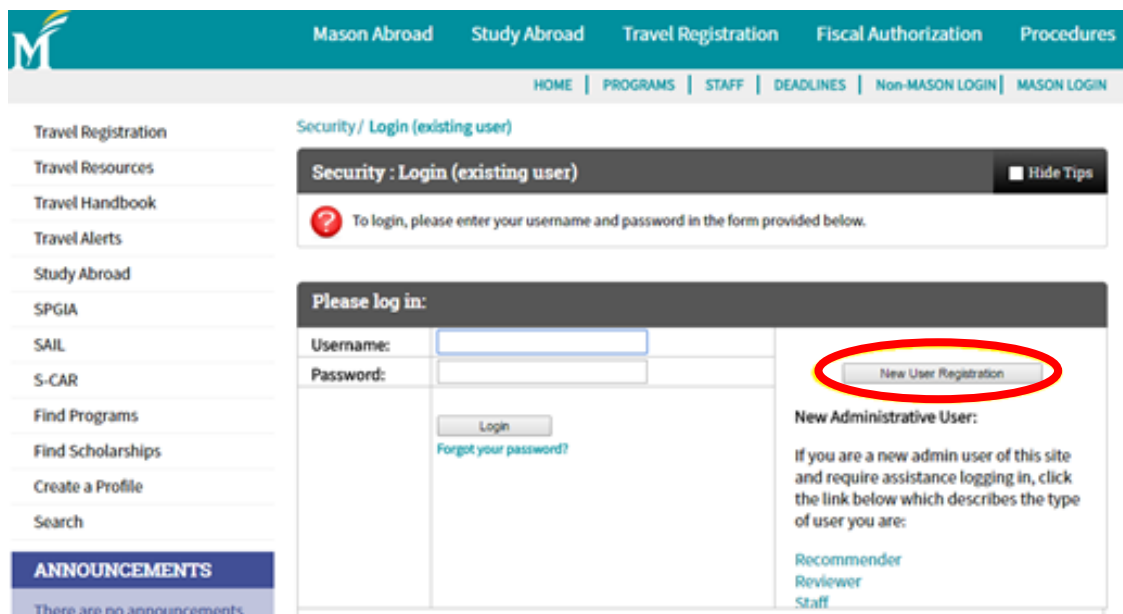 M
Mason Abroad Study Abroad Travel Registration Fiscal Authorization Procedures
HOME | PROGRAMS | STAFF | DEADLINES | Non-MASON LOGIN | MASON LOGIN
Travel Registration
Travel Resources
Travel Handbook
Travel Alerts
Study Abroad
SPGIA
SAIL
S-CAR
Find Programs
Find Scholarships
Create a Profile
Search
ANNOUNCEMENTS
There are no announcements
Security / Login (existing user)
Security : Login (existing user)
Hide Tips
? To login, please enter your username and password in the form provided below.
Please log in:
Username:
Password:
Login
Forgot your password?
New User Registration
New Administrative User:
If you are a new admin user of this site
and require assistance logging in, click
the link below which describes the type
of user you are:
Recommender
Reviewer
Staff